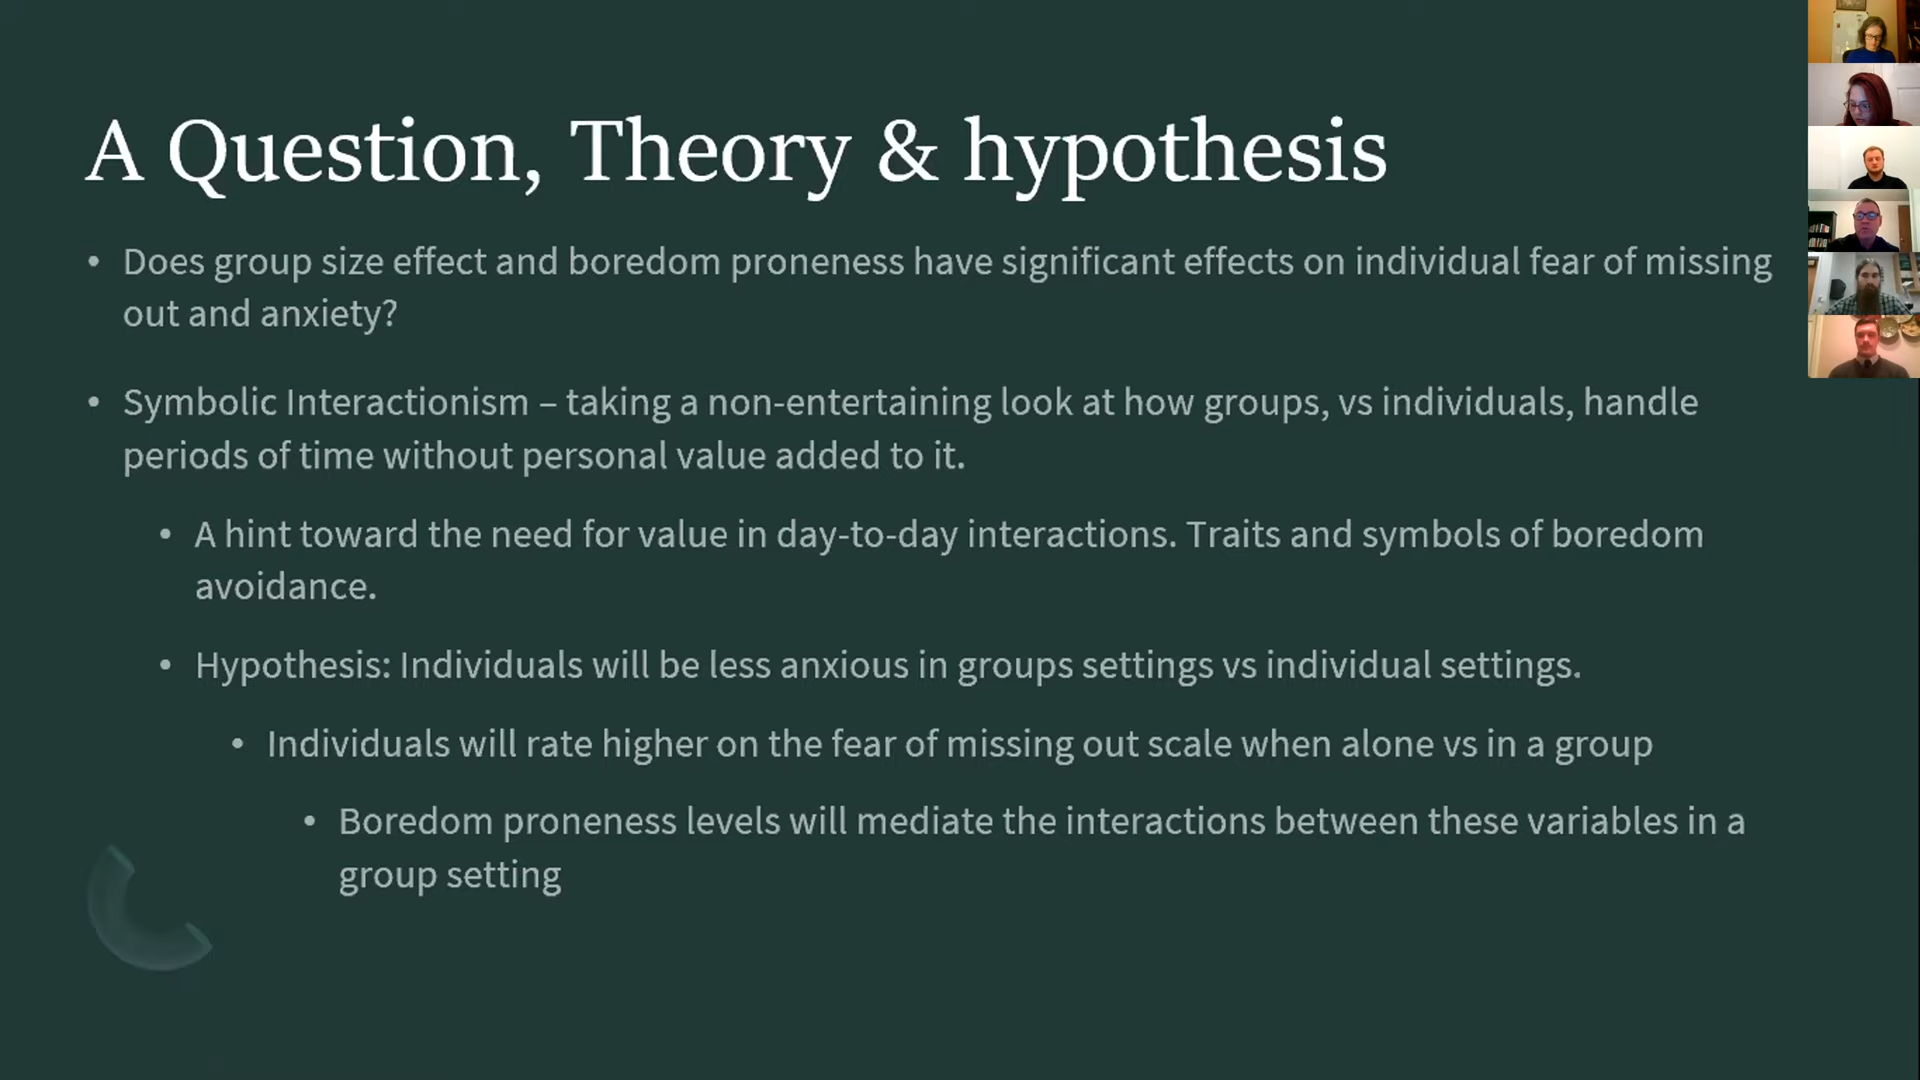 A Question, Theory & hypothesis
• Does group size effect and boredom proneness have significant effects on individual fear of missing
out and anxiety?
• Symbolic Interactionism – taking a non-entertaining look at how groups, vs individuals, handle
periods of time without personal value added to it.
• A hint toward the need for value in day-to-day interactions. Traits and symbols of boredom
avoidance.
• Hypothesis: Individuals will be less anxious in groups settings vs individual settings.
• Individuals will rate higher on the fear of missing out scale when alone vs in a group
• Boredom proneness levels will mediate the interactions between these variables in a
group setting